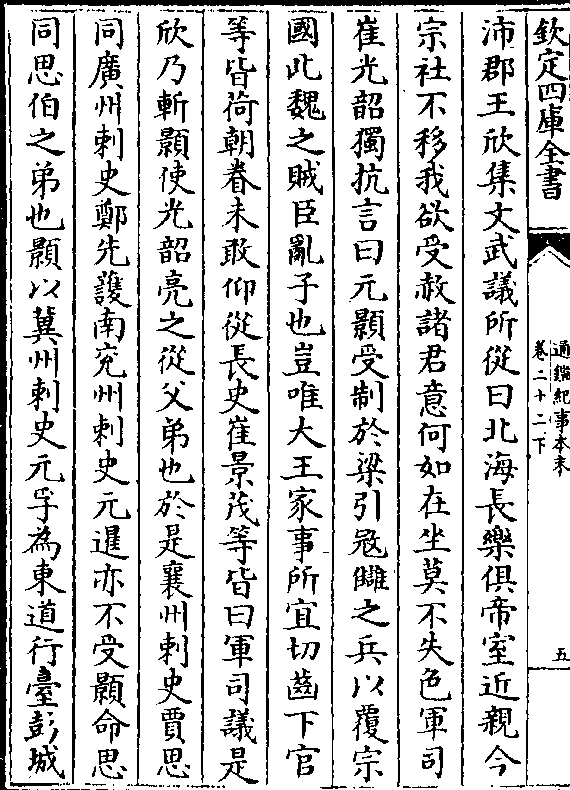 欽定四庫全書
通鑑紀事本末
卷二十二下
五
沛郡王欣集文武議所從曰北海長樂俱帝室近親今
宗社不移我欲受赦諸君意何如在坐莫不失色軍司
崔光韶獨抗言曰元顥受制於梁引寇讎之兵以覆宗
國此魏之賊臣亂子也豈唯大王家事所宜切齒下官
等皆荷朝眷未敢仰從長史崔景茂等皆曰軍司議是
欣乃斬顥使光韶亮之從父弟也於是襄州刺史賈思
同廣州刺史鄭先護南兖州刺史元暹亦不受顥命思
同思伯之弟也顥以冀州刺史元孚為東道行臺彭城